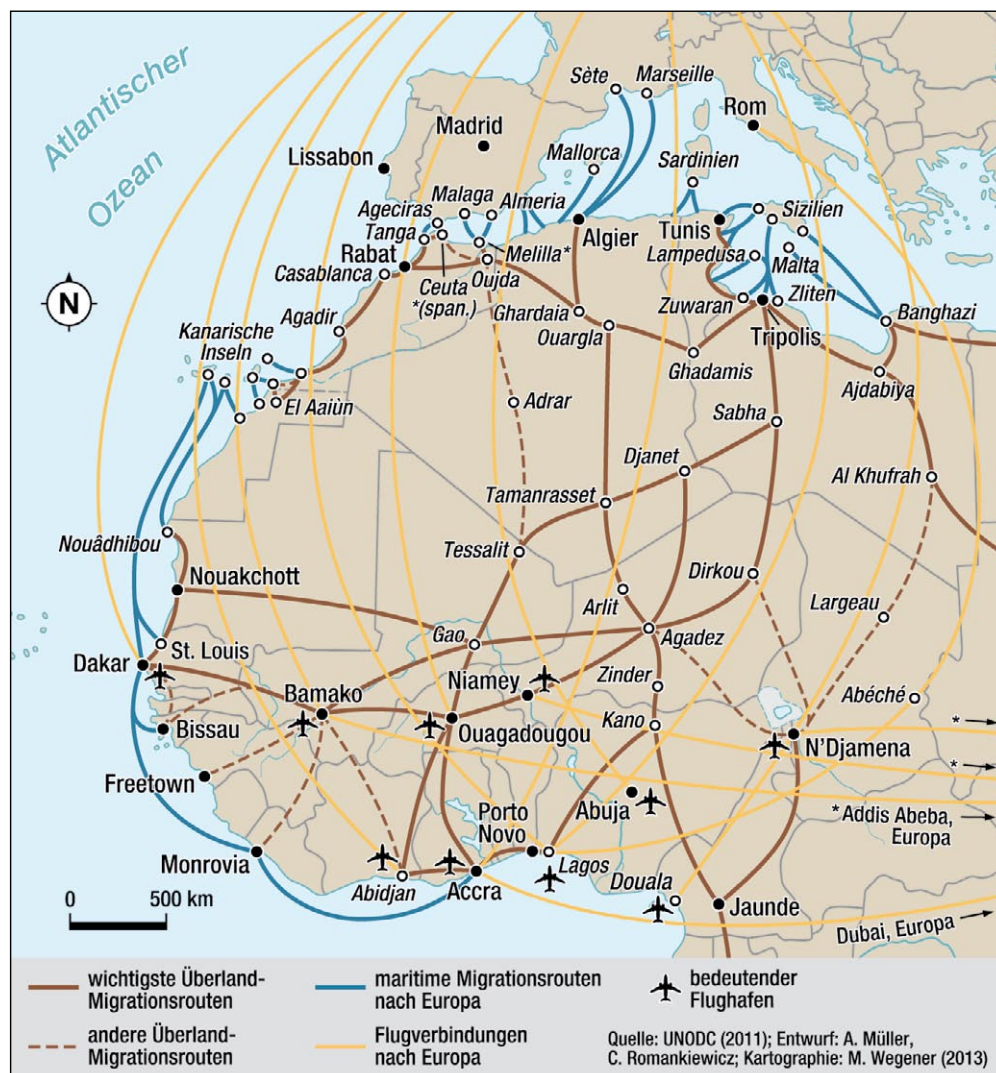 Atlantischer
Ozean
Sète
Marseille
Rom
Madrid
Lissabon
Mallorca
Sardinien
Malaga
Almeria
Ageciras
Tanga
Sizilien
Algier
Tunis
Rabat
Melilla*
Lampedusa
Malta
Casablanca
Ceuta
*(span.)
Oujda
N
Zuwaran
Zliten
Ghardaia
Banghazi
Agadir
Ouargla
Tripolis
Kanarische
Inseln
Ghadamis
Ajdabiya
El Aaiùn
Adrar
Sabha
Djanet
Al Khufrah
Tamanrasset
Nouâdhibou
Tessalit
Dirkou
Nouakchott
Arlit
Largeau
Gao
Agadez
St. Louis
Dakar
Niamey
Zinder
Bamako
Abéché
Bissau
Ouagadougou
Kano
*
N'Djamena
Freetown
*
Abuja
Porto
Novo
*Addis Abeba,
Europa
Monrovia
Lagos
Abidjan
Accra
Douala
0
500 km
Jaunde
Dubai, Europa
wichtigste Überland-
Migrationsrouten
maritime Migrationsrouten
nach Europa
bedeutender
Flughafen
andere Überland-
Migrationsrouten
Flugverbindungen
nach Europa
Quelle: UNODC (2011); Entwurf: A. Müller,
C. Romankiewicz; Kartographie: M. Wegener (2013)